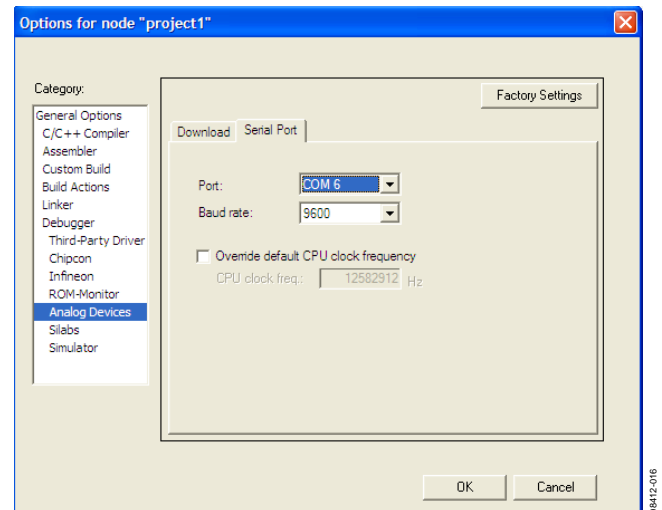 Options for node "project1"
Category:
General Options
C/C++ Compiler
Assembler
Custom Build
Build Actions
Linker
Debugger
Third-Party Driver
Chipcon
Infineon
ROM-Monitor
Analog Devices
Silabs
Simulator
Factory Settings
Download Serial Port
Port: COM 6
Baud rate: 9600
Override default CPU clock frequency
CPU clock freq.: 12582912 Hz
OK Cancel
08412-016